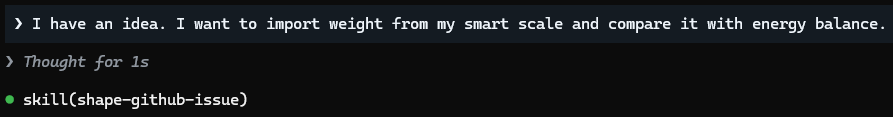 ❯ I have an idea. I want to import weight from my smart scale and compare it with energy balance.
❯ Thought for 1s
● skill(shape-github-issue)